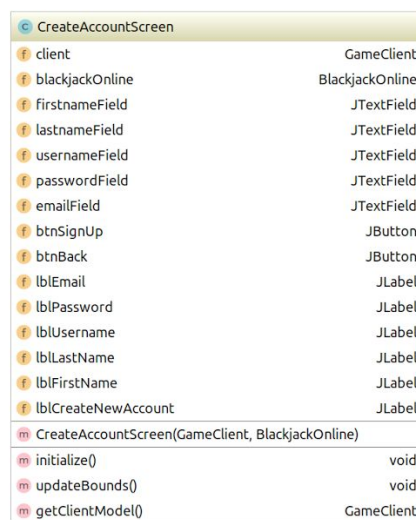 C CreateAccountScreen
f client GameClient
f blackjackOnline BlackjackOnline
f firstnameField JTextField
f lastnameField JTextField
f usernameField JTextField
f passwordField JTextField
f emailField JTextField
f btnSignUp JButton
f btnBack JButton
f lblEmail JLabel
f lblPassword JLabel
f lblUsername JLabel
f lblLastName JLabel
f lblFirstName JLabel
f lblCreateNewAccount JLabel
m CreateAccountScreen(GameClient, BlackjackOnline)
m initialize() void
m updateBounds() void
m getClientModel() GameClient